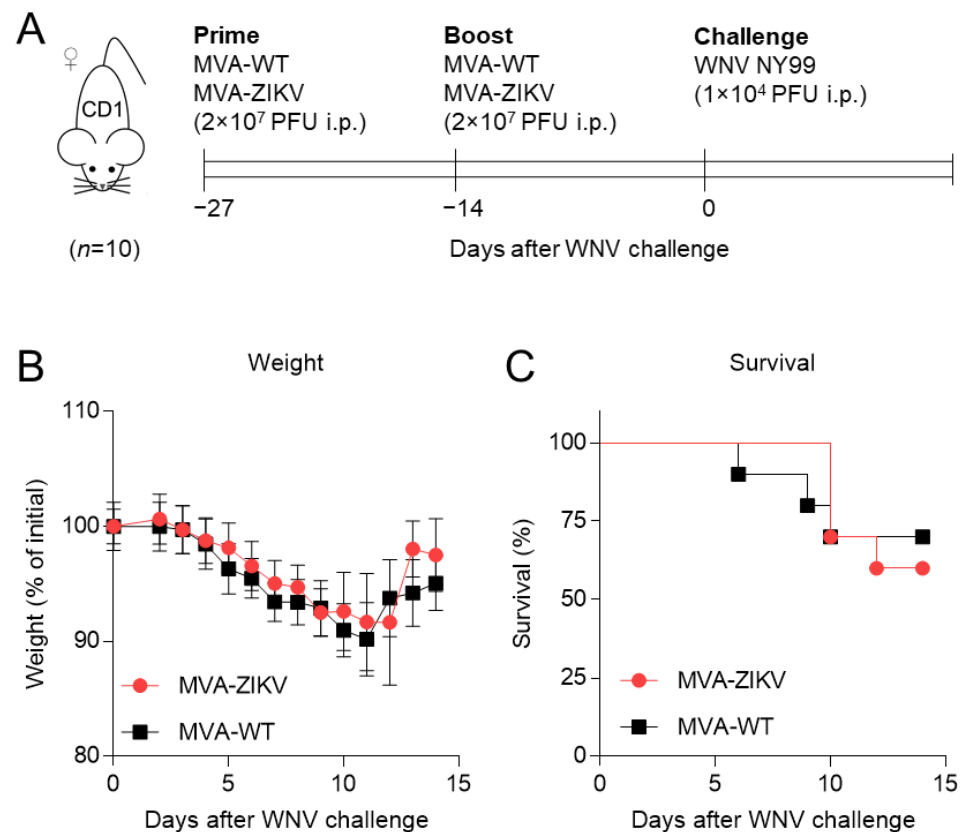 A
♀
CD1
(n=10)
Prime
MVA-WT
MVA-ZIKV
(2×10⁷ PFU i.p.)
Boost
MVA-WT
MVA-ZIKV
(2×10⁷ PFU i.p.)
Challenge
WNV NY99
(1×10⁴ PFU i.p.)
−27
−14
0
Days after WNV challenge
B
Weight
Weight (% of initial)
110
100
90
80
MVA-ZIKV
MVA-WT
0
5
10
15
Days after WNV challenge
C
Survival
Survival (%)
100
75
50
25
0
MVA-ZIKV
MVA-WT
0
5
10
15
Days after WNV challenge